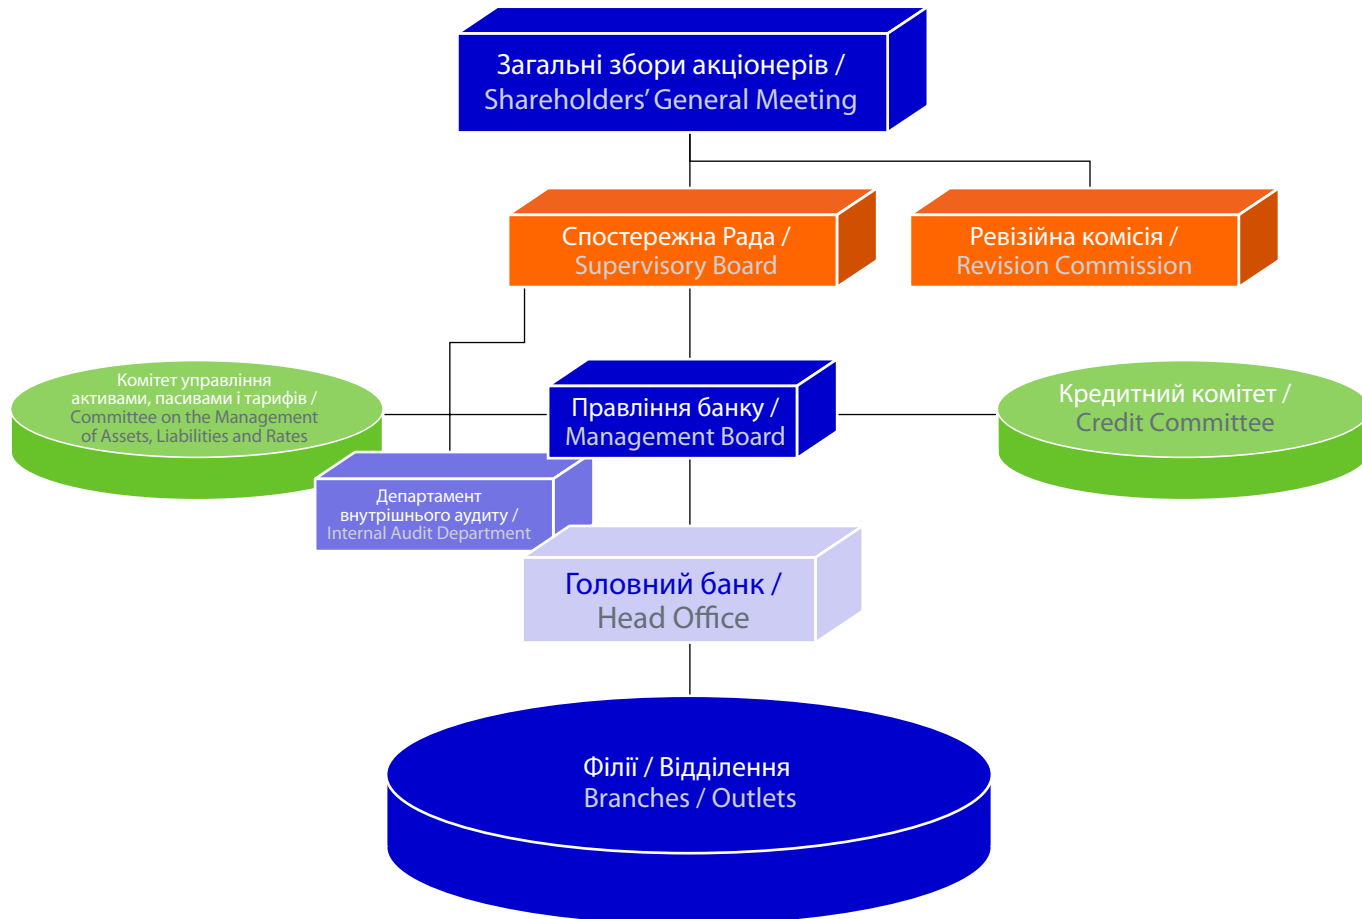 Загальні збори акціонерів /
Shareholders’ General Meeting
Спостережна Рада /
Supervisory Board
Ревізійна комісія /
Revision Commission
Комітет управління
активами, пасивами і тарифів /
Committee on the Management
of Assets, Liabilities and Rates
Правління банку /
Management Board
Кредитний комітет /
Credit Committee
Департамент
внутрішнього аудиту /
Internal Audit Department
Головний банк /
Head Office
Філії / Відділення
Branches / Outlets